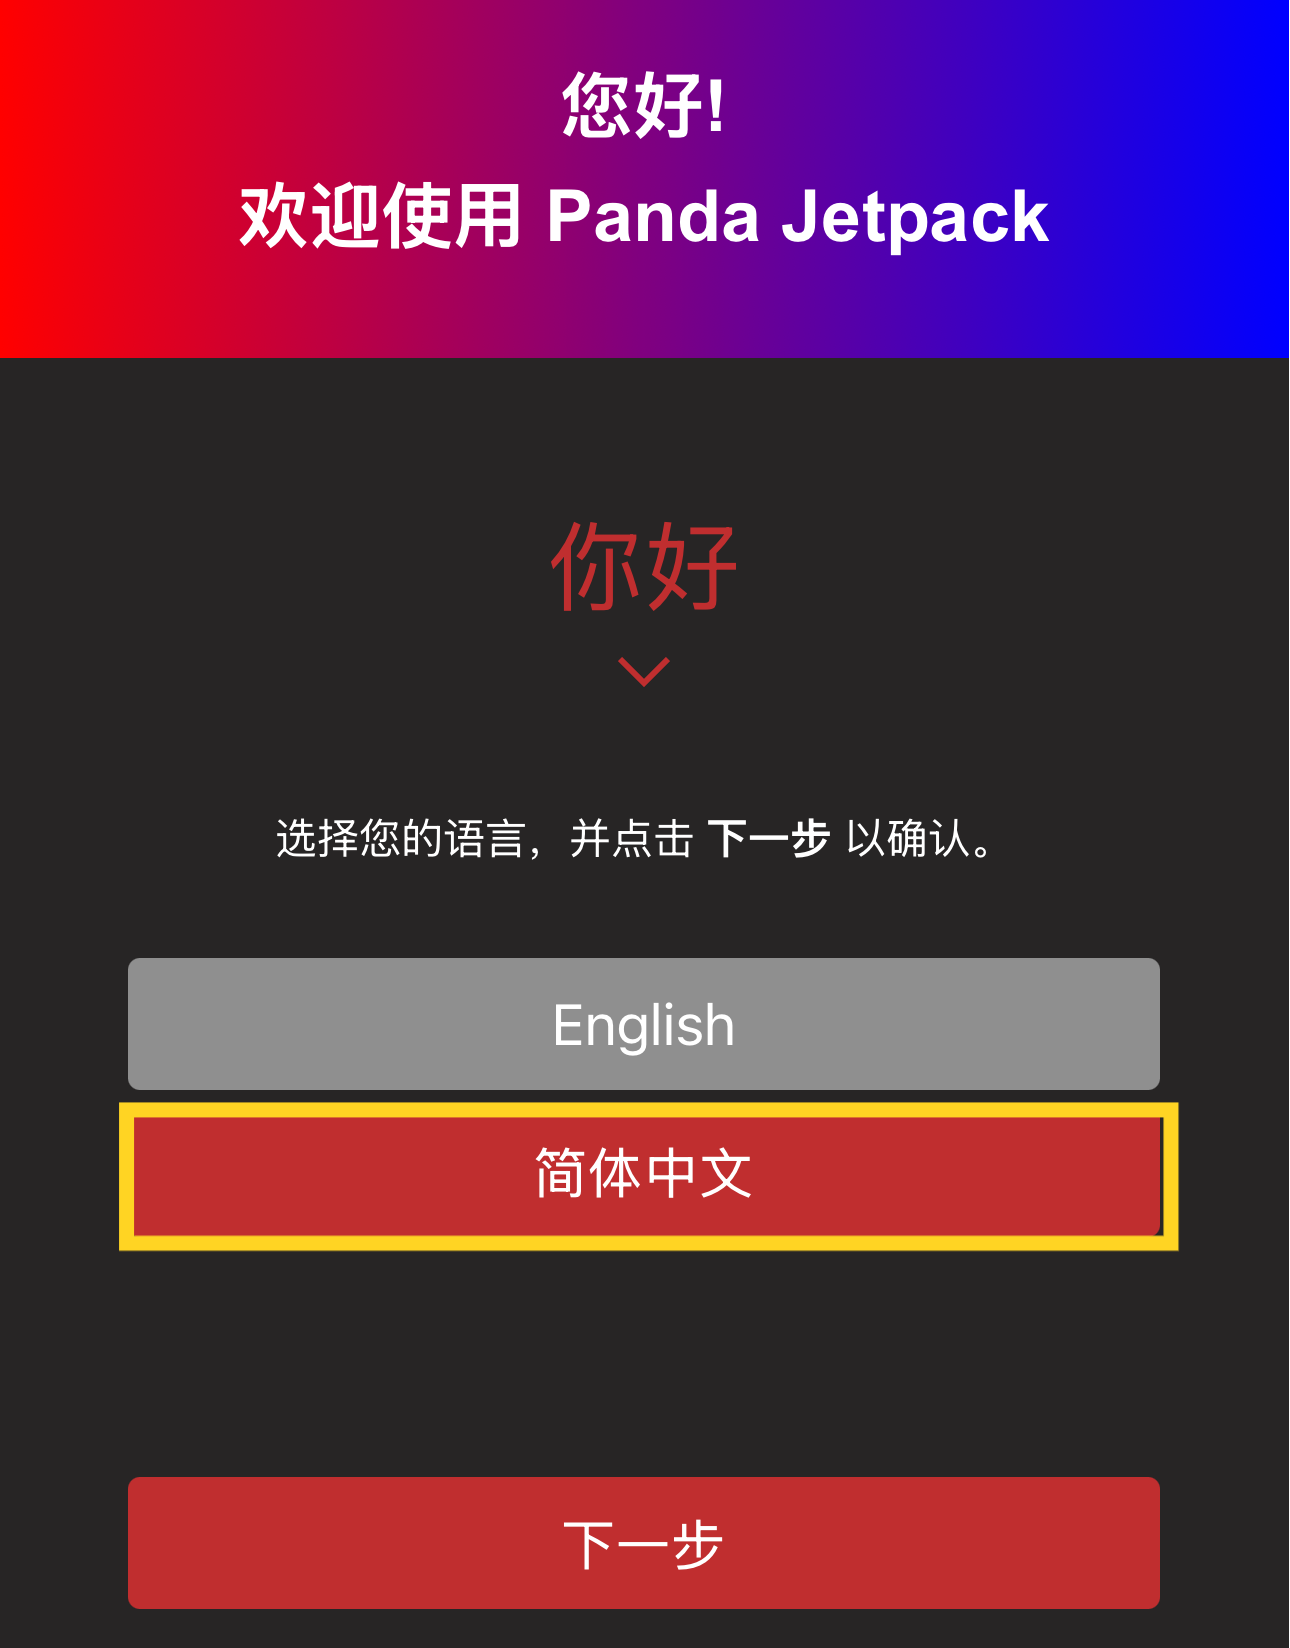 您好!
欢迎使用 Panda Jetpack
你好
选择您的语言，并点击 下一步 以确认。
English
简体中文
下一步